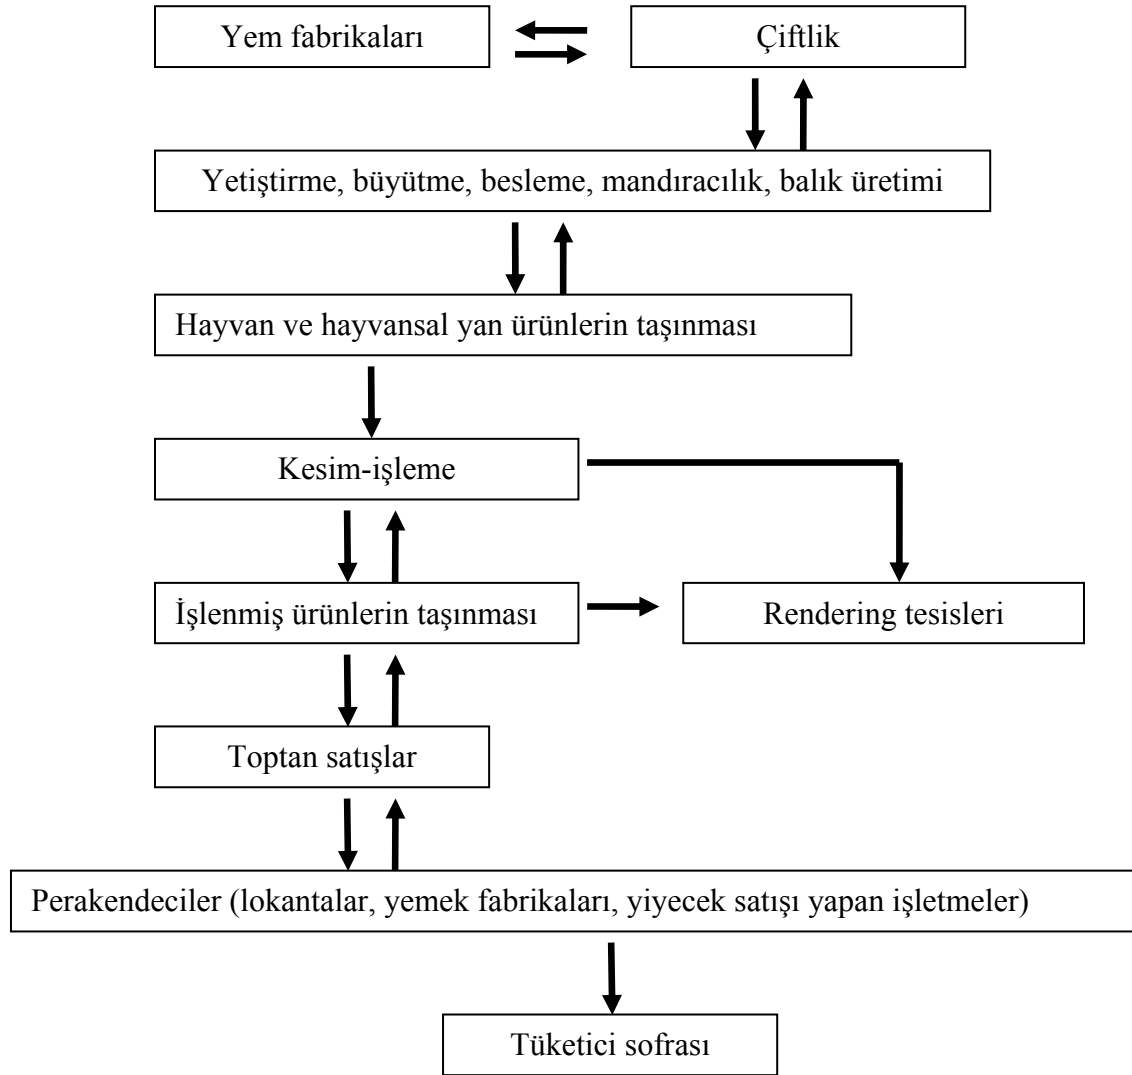 Yem fabrikaları
Çiftlik
Yetiştirme, büyütme, besleme, mandıracılık, balık üretimi
Hayvan ve hayvansal yan ürünlerin taşınması
Kesim-işleme
İşlenmiş ürünlerin taşınması
Rendering tesisleri
Toptan satışlar
Perakendeciler (lokantalar, yemek fabrikaları, yiyecek satışı yapan işletmeler)
Tüketici sofrası